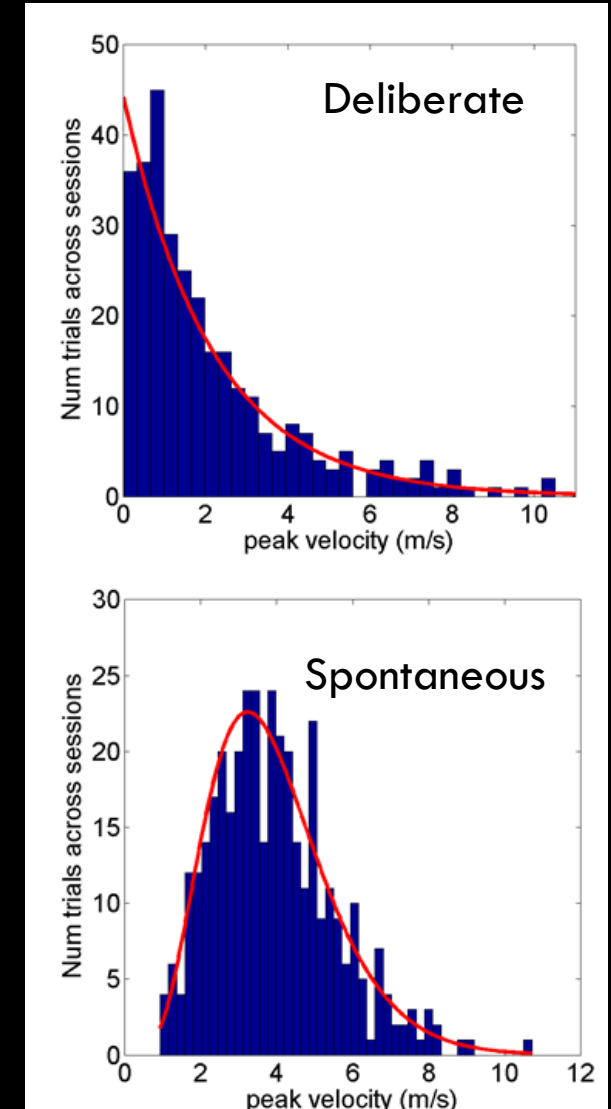 Deliberate
Num trials across sessions
50
40
30
20
10
0
0 2 4 6 8 10
peak velocity (m/s)
Spontaneous
Num trials across sessions
30
25
20
15
10
5
0
0 2 4 6 8 10 12
peak velocity (m/s)